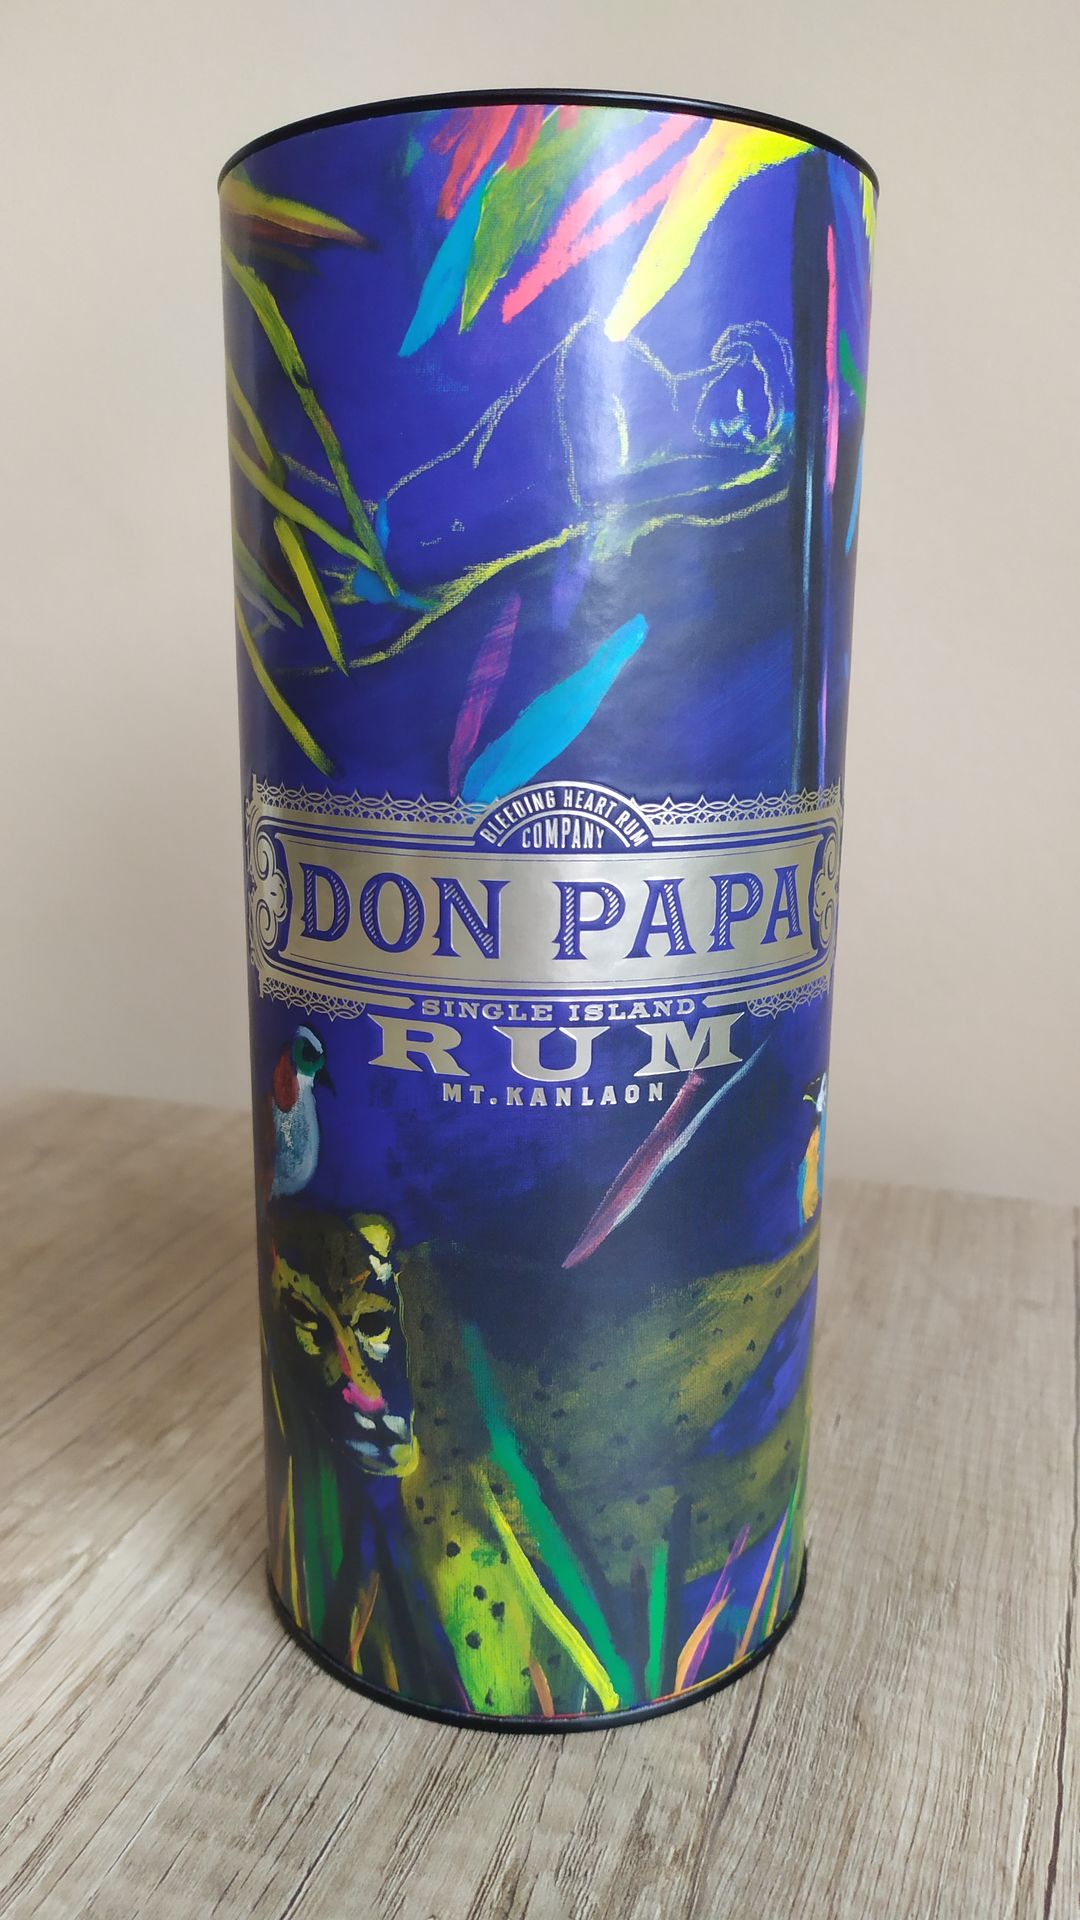 BLEEDING HEART RUM
COMPANY
DON PAPA
SINGLE ISLAND
RUM
MT.KANLAON